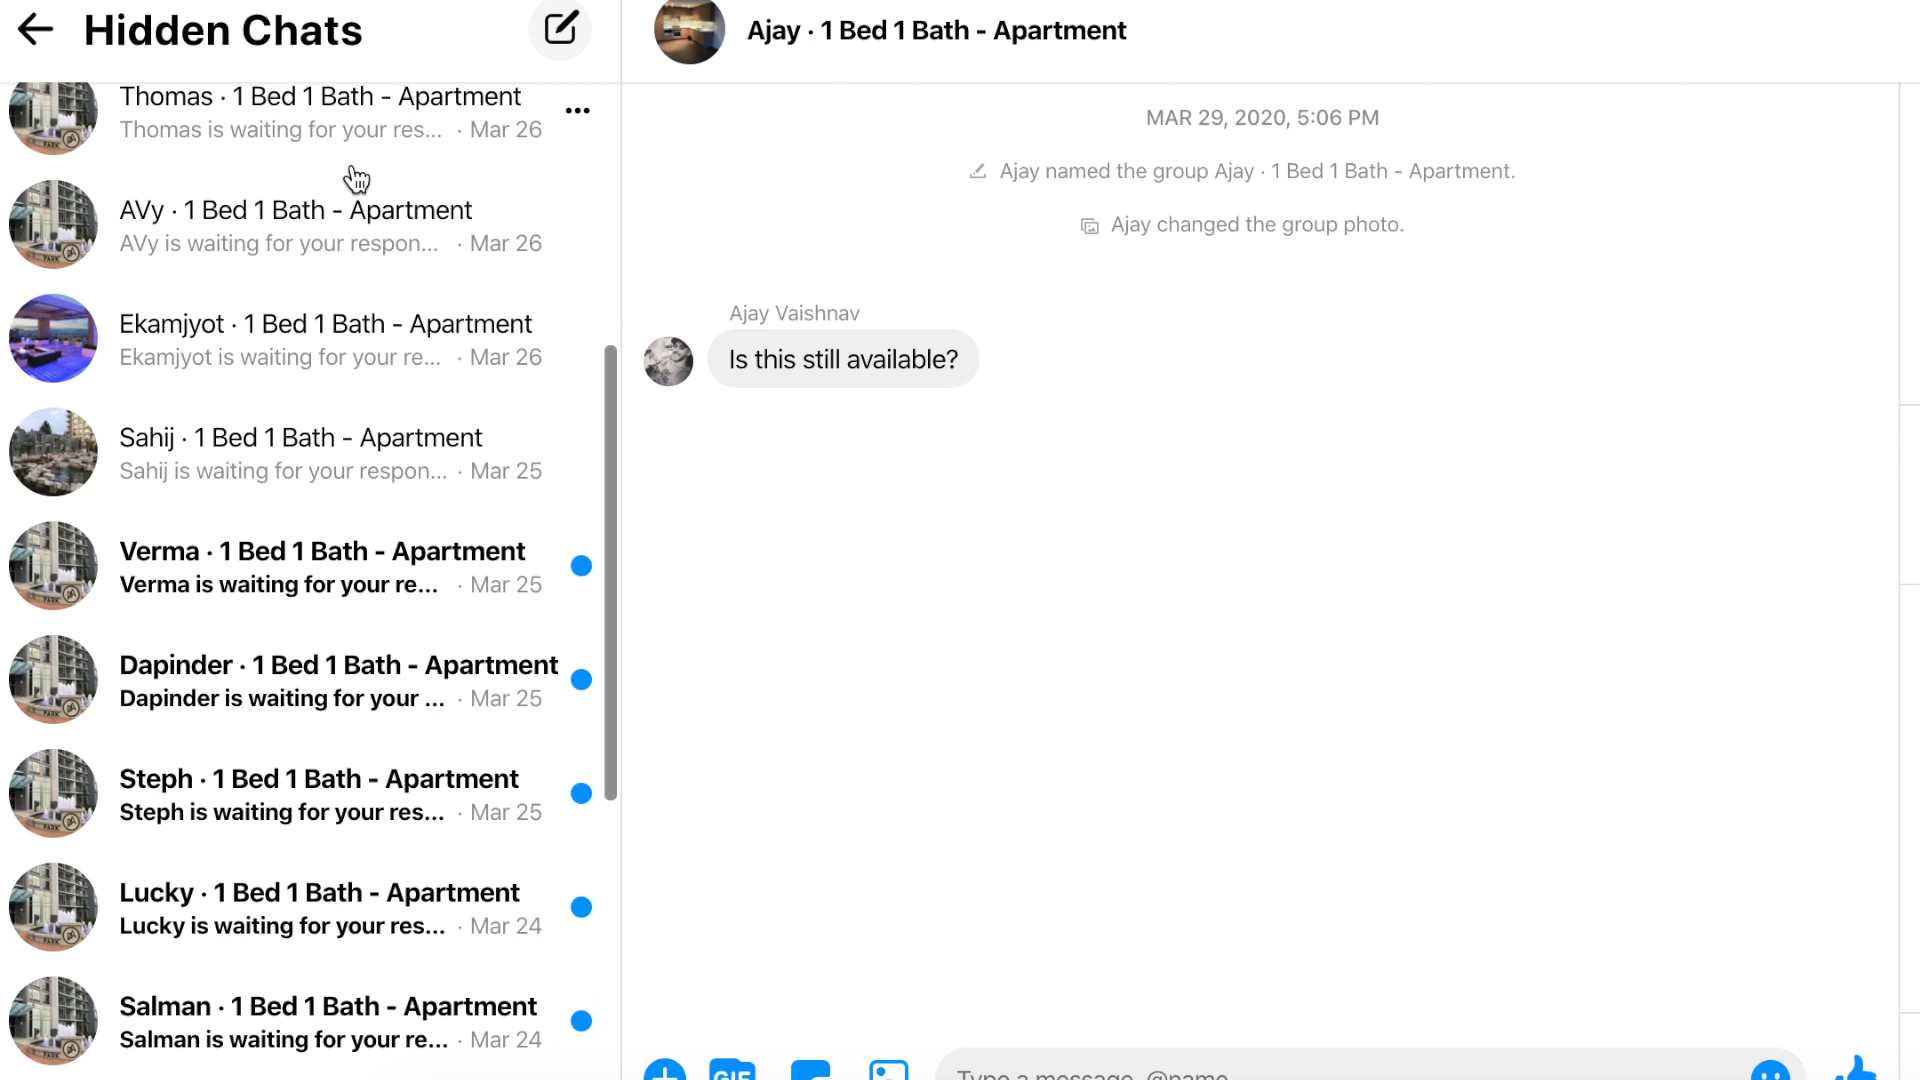 Hidden Chats
Thomas · 1 Bed 1 Bath - Apartment
Thomas is waiting for your res... · Mar 26
AVy · 1 Bed 1 Bath - Apartment
AVy is waiting for your respon... · Mar 26
Ekamjyot · 1 Bed 1 Bath - Apartment
Ekamjyot is waiting for your re... · Mar 26
Sahij · 1 Bed 1 Bath - Apartment
Sahij is waiting for your respon... · Mar 25
Verma · 1 Bed 1 Bath - Apartment
Verma is waiting for your re... · Mar 25
Dapinder · 1 Bed 1 Bath - Apartment
Dapinder is waiting for your ... · Mar 25
Steph · 1 Bed 1 Bath - Apartment
Steph is waiting for your res... · Mar 25
Lucky · 1 Bed 1 Bath - Apartment
Lucky is waiting for your res... · Mar 24
Salman · 1 Bed 1 Bath - Apartment
Salman is waiting for your re... · Mar 24
Ajay · 1 Bed 1 Bath - Apartment
MAR 29, 2020, 5:06 PM
Ajay named the group Ajay · 1 Bed 1 Bath - Apartment.
Ajay changed the group photo.
Ajay Vaishnav
Is this still available?
GIF
Type a message, @name...